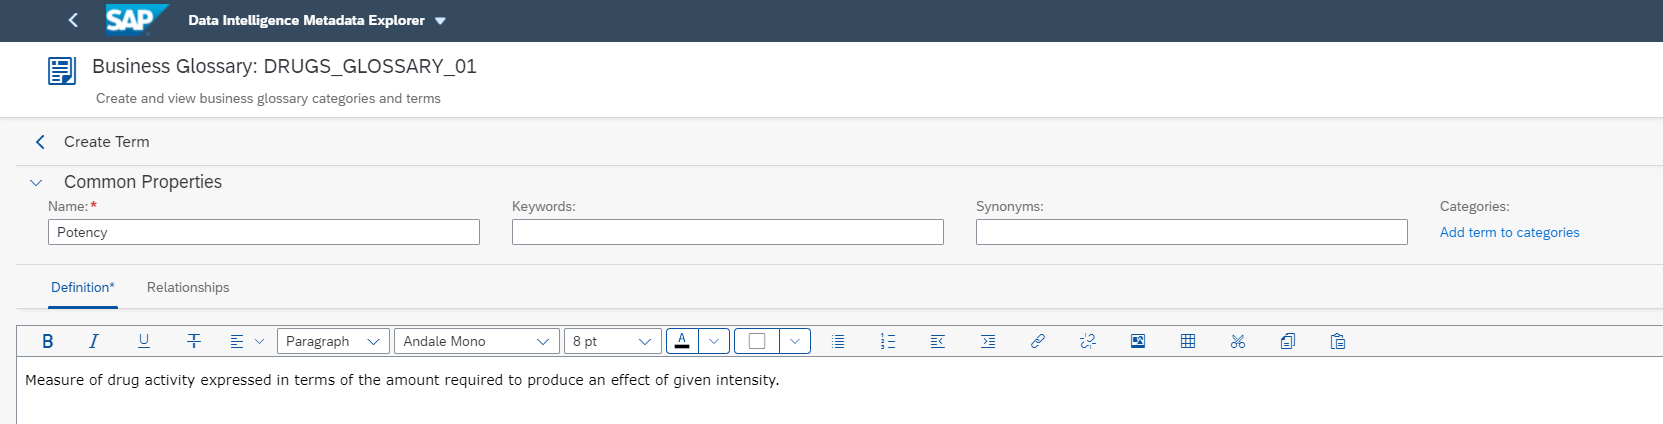 SAP Data Intelligence Metadata Explorer
Business Glossary: DRUGS_GLOSSARY_01
Create and view business glossary categories and terms
Create Term
Common Properties
Name:* Keywords: Synonyms: Categories:
Potency Add term to categories
Definition* Relationships
B I U T Paragraph Andale Mono 8 pt A
Measure of drug activity expressed in terms of the amount required to produce an effect of given intensity.